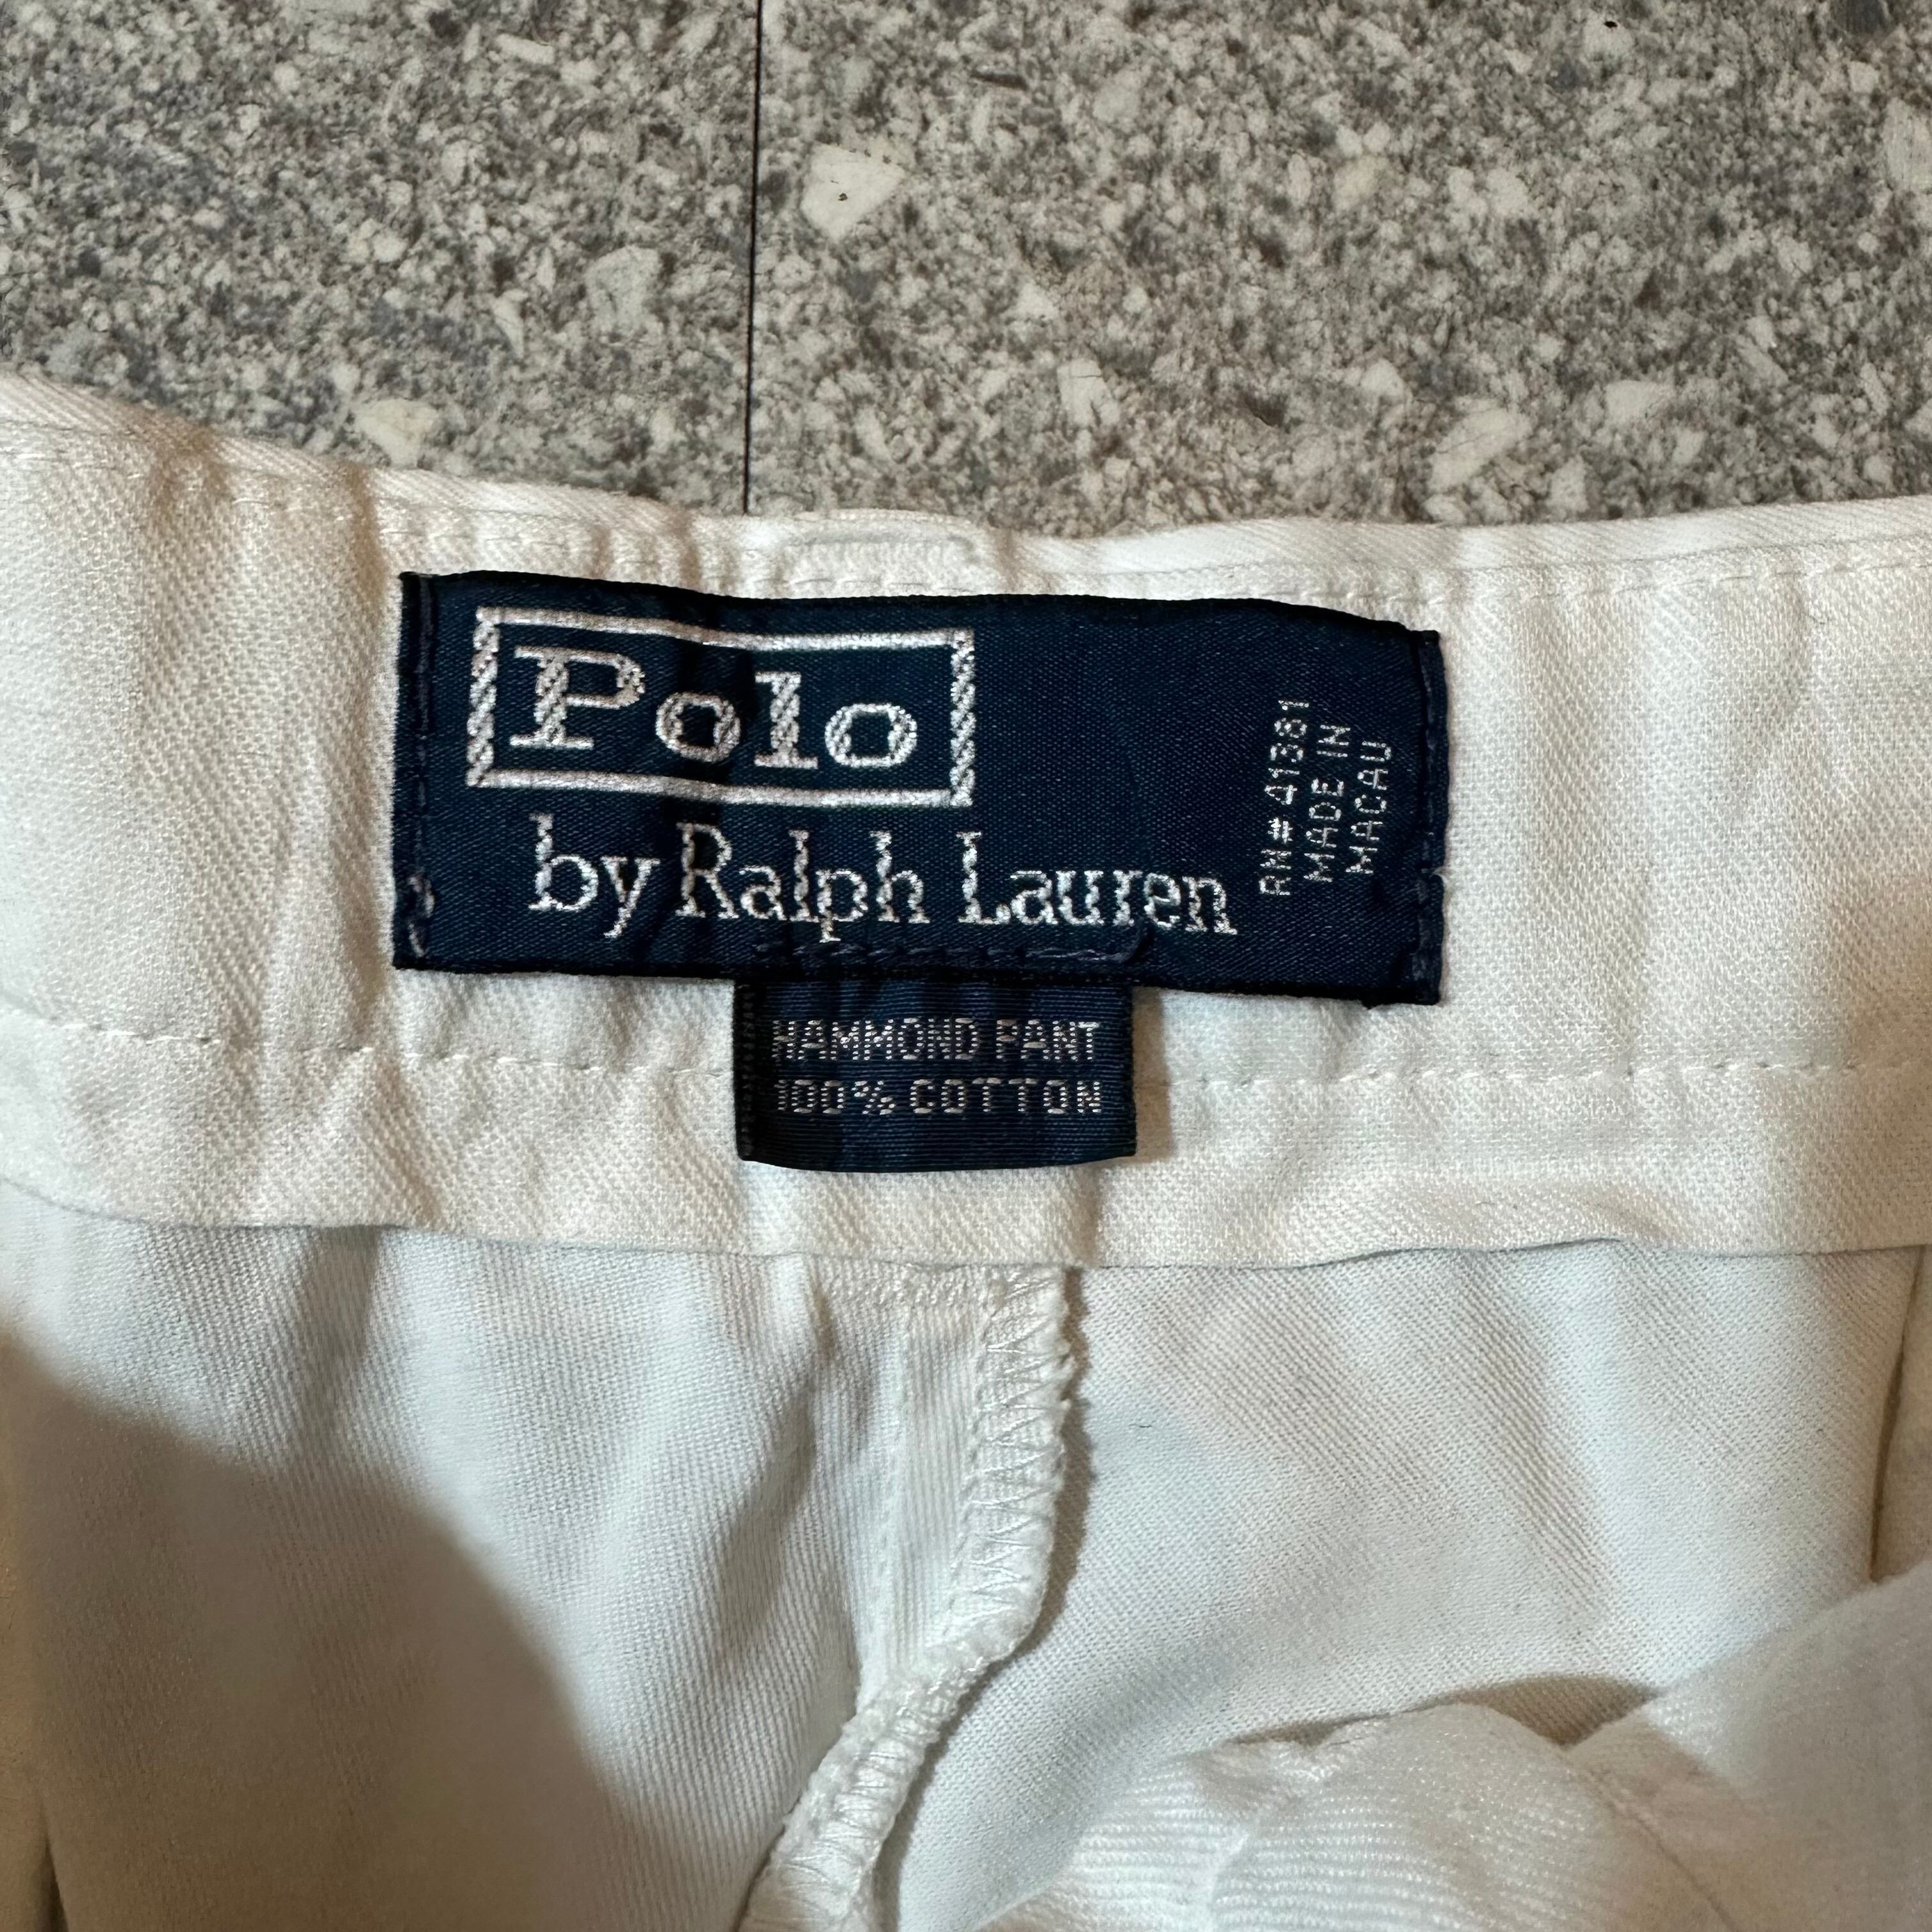 Polo
by Ralph Lauren
RN# 41381
MADE IN
MACAU
HAMMOND PANT
100% COTTON